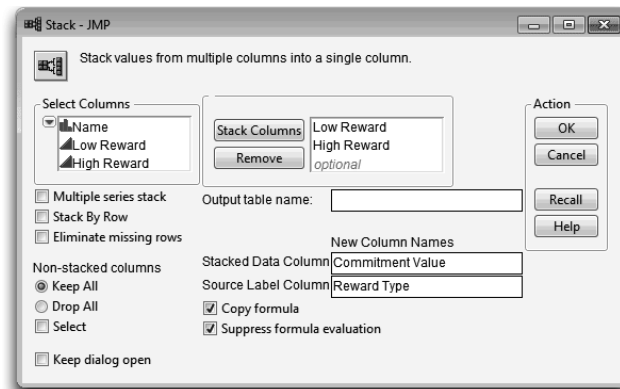 Stack - JMP
Stack values from multiple columns into a single column.
Select Columns
Name
Low Reward
High Reward
Stack Columns
Remove
Low Reward
High Reward
optional
Action
OK
Cancel
Recall
Help
Multiple series stack
Stack By Row
Eliminate missing rows
Non-stacked columns
Keep All
Drop All
Select
Keep dialog open
Output table name:
New Column Names
Stacked Data Column Commitment Value
Source Label Column Reward Type
Copy formula
Suppress formula evaluation